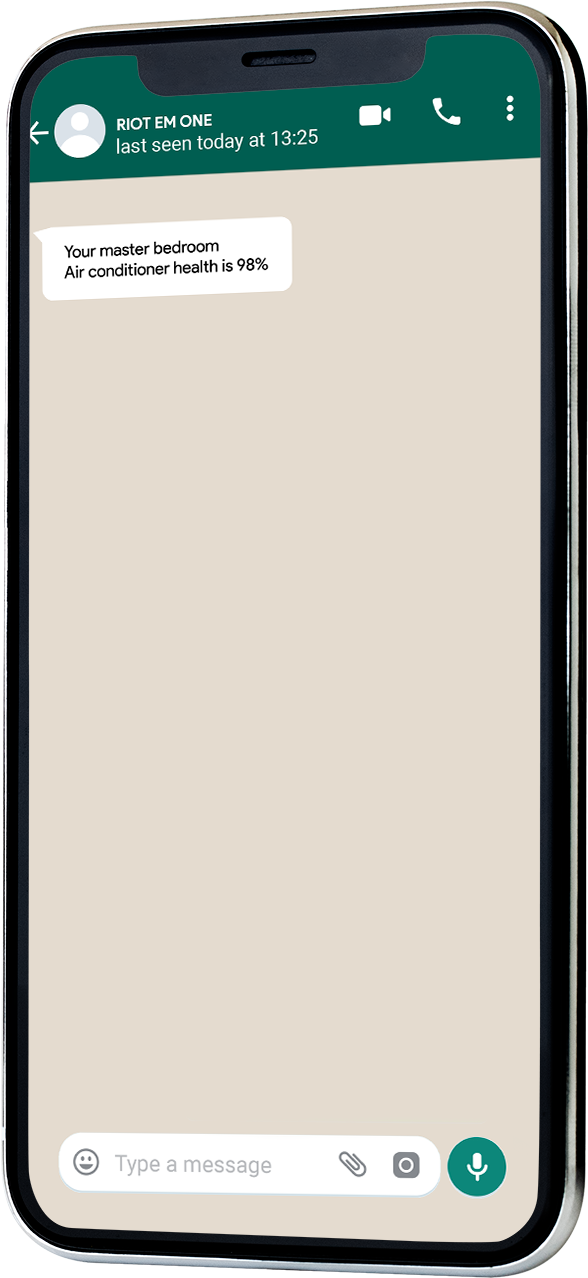 RIOT EM ONE
last seen today at 13:25
Your master bedroom
Air conditioner health is 98%
Type a message